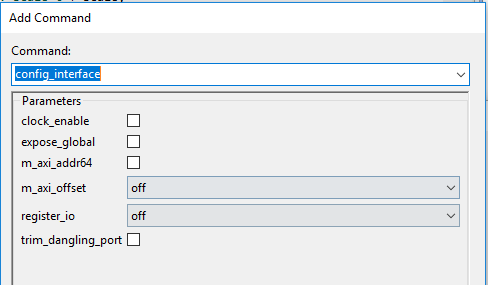 Add Command
Command:
config_interface
Parameters
clock_enable
expose_global
m_axi_addr64
m_axi_offset off
register_io off
trim_dangling_port